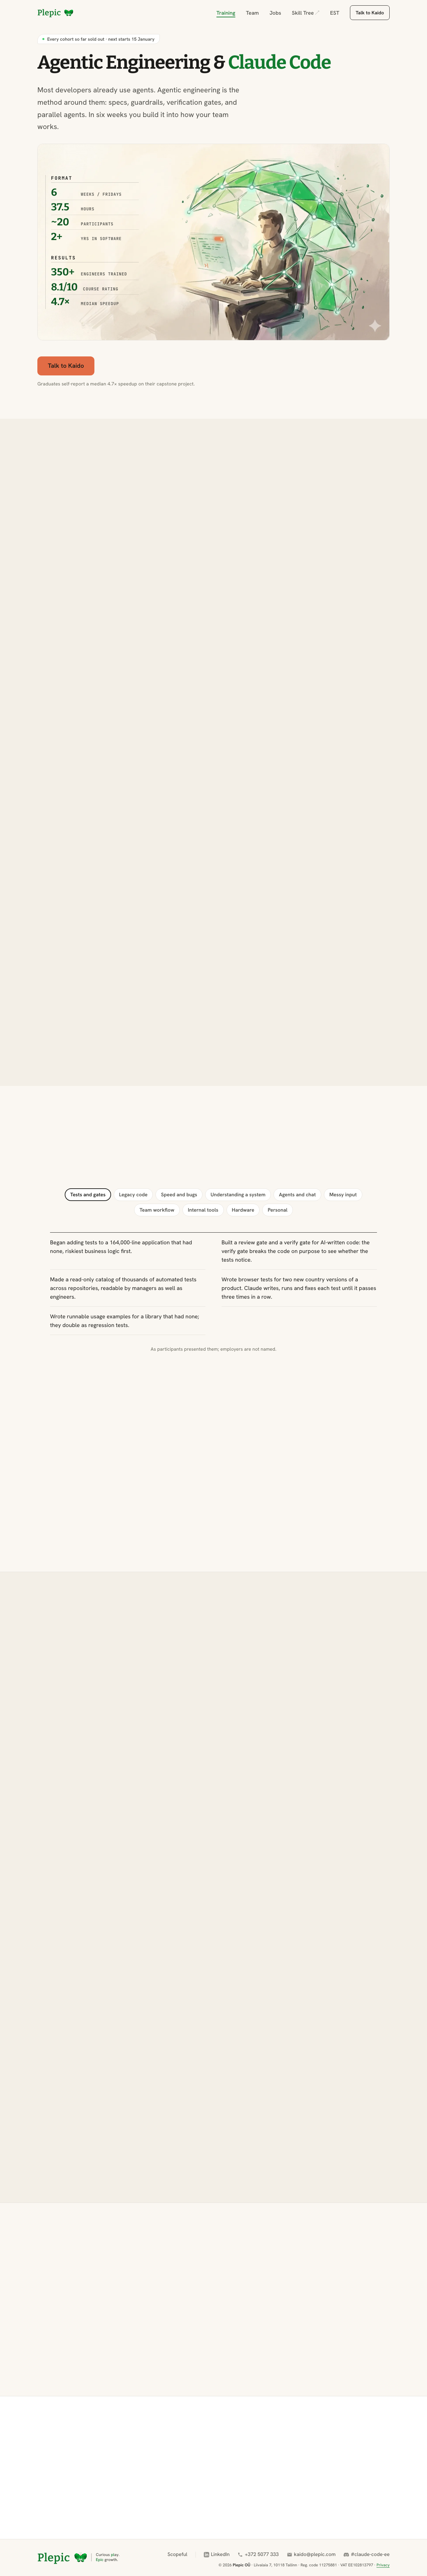 Plepic
Training Team Jobs Skill Tree EST Talk to Kaido
Every cohort so far sold out · next starts 15 January
Agentic Engineering & Claude Code
Most developers already use agents. Agentic engineering is the
method around them: specs, guardrails, verification gates, and
parallel agents. In six weeks you build it into how your team
works.
FORMAT
6 WEEKS / FRIDAYS
37.5 HOURS
~20 PARTICIPANTS
2+ YRS IN SOFTWARE
RESULTS
350+ ENGINEERS TRAINED
8.1/10 COURSE RATING
4.7× MEDIAN SPEEDUP
Talk to Kaido
Graduates self-report a median 4.7× speedup on their capstone project.
Tests and gates Legacy code Speed and bugs Understanding a system Agents and chat Messy input
Team workflow Internal tools Hardware Personal
Began adding tests to a 164,000-line application that had
none, riskiest business logic first.
Built a review gate and a verify gate for AI-written code: the
verify gate breaks the code on purpose to see whether the
tests notice.
Made a read-only catalog of thousands of automated tests
across repositories, readable by managers as well as
engineers.
Wrote browser tests for two new country versions of a
product. Claude writes, runs and fixes each test until it passes
three times in a row.
Wrote runnable usage examples for a library that had none;
they double as regression tests.
As participants presented them; employers are not named.
Plepic
Curious play.
Epic growth.
Scopeful LinkedIn +372 5077 333 kaido@plepic.com #claude-code-ee
© 2026 Plepic OÜ · Ülvalala 7, 10118 Tallinn · Reg. code 11275881 · VAT EE102813797 · Privacy